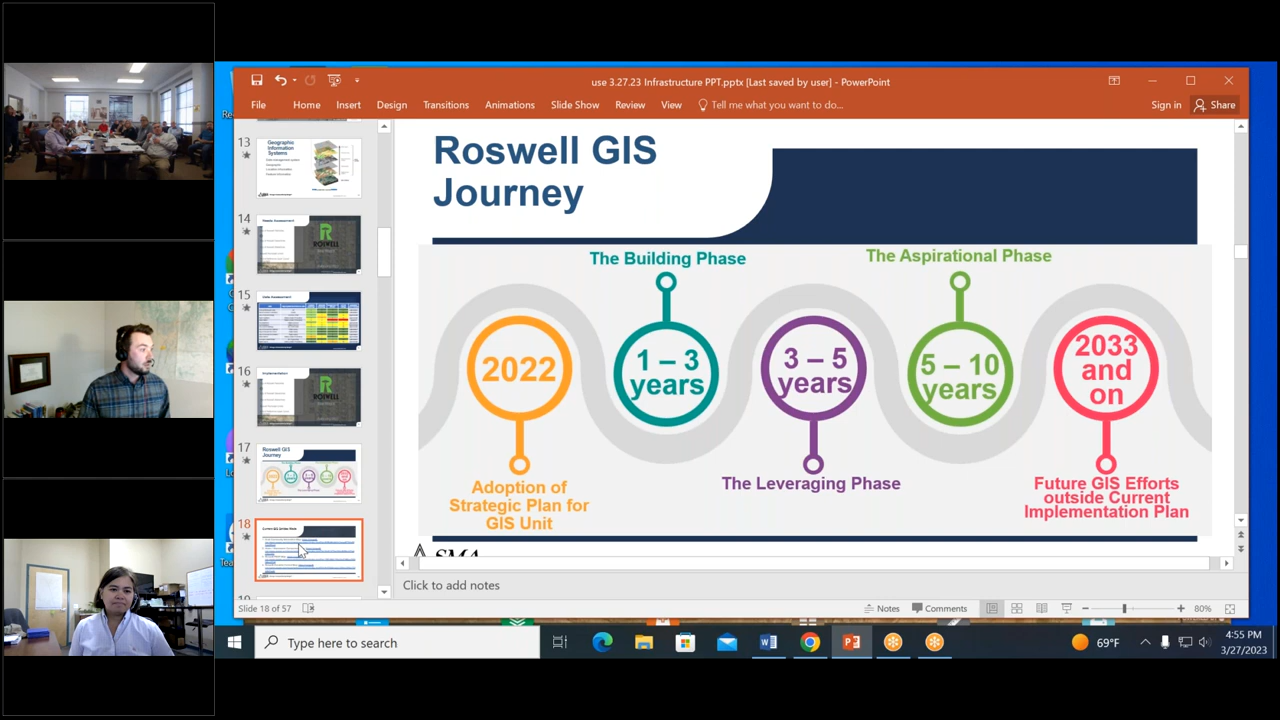 use 3.27.23 Infrastructure PPT.pptx [Last saved by user] - PowerPoint
File Home Insert Design Transitions Animations Slide Show Review View Tell me what you want to do... Sign in Share
13
Geographic
Information
Systems
14
ROSWELL
15
16
ROSWELL
17
Roswell GIS
Journey
18
Roswell GIS
Journey
The Building Phase
The Aspirational Phase
2022
1 – 3
years
3 – 5
years
5 – 10
years
2033
and
on
Adoption of
Strategic Plan for
GIS Unit
The Leveraging Phase
Future GIS Efforts
outside Current
Implementation Plan
SMA
Click to add notes
Slide 18 of 57 Notes Comments 80%
Type here to search
69°F
4:55 PM
3/27/2023